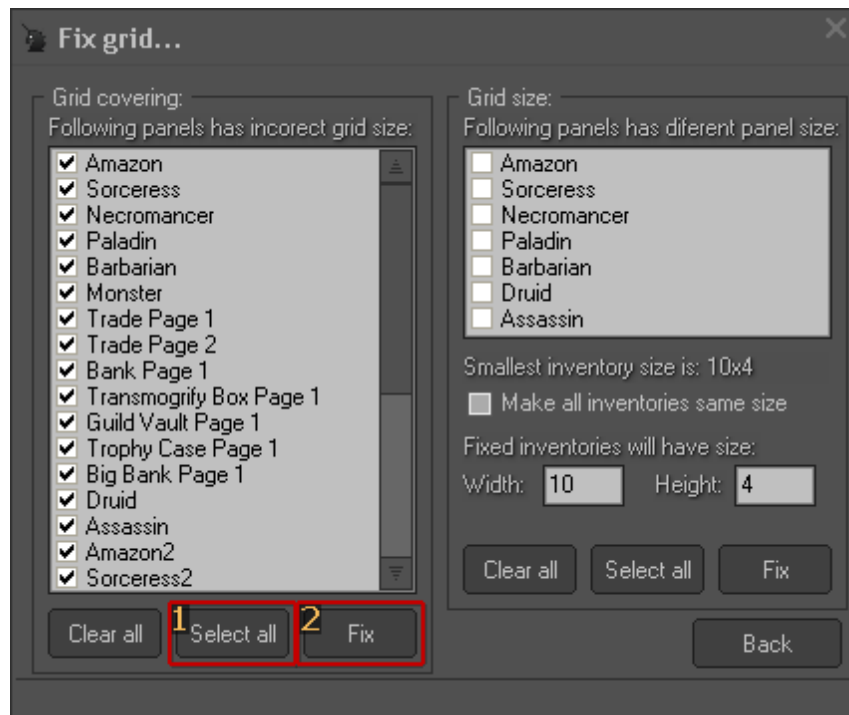 Fix grid...
Grid covering:
Following panels has incorect grid size:
Amazon
Sorceress
Necromancer
Paladin
Barbarian
Monster
Trade Page 1
Trade Page 2
Bank Page 1
Transmogrify Box Page 1
Guild Vault Page 1
Trophy Case Page 1
Big Bank Page 1
Druid
Assassin
Amazon2
Sorceress2
Clear all
1 Select all
2 Fix
Grid size:
Following panels has diferent panel size:
Amazon
Sorceress
Necromancer
Paladin
Barbarian
Druid
Assassin
Smallest inventory size is: 10x4
Make all inventories same size
Fixed inventories will have size:
Width: 10 Height: 4
Clear all Select all Fix
Back